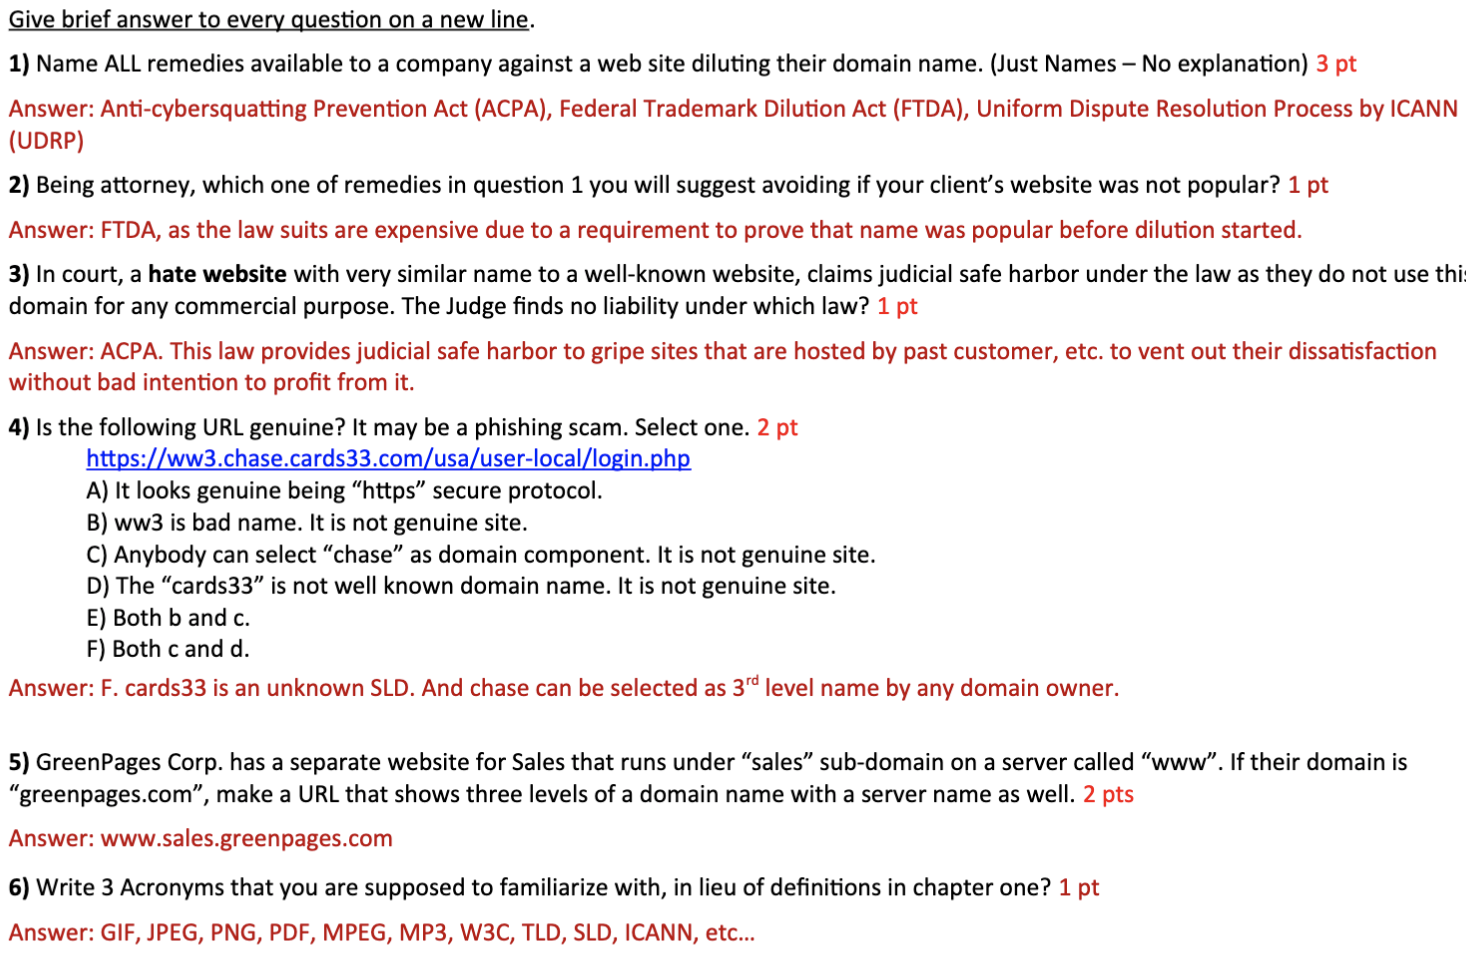 Give brief answer to every question on a new line.
1) Name ALL remedies available to a company against a web site diluting their domain name. (Just Names – No explanation) 3 pt
Answer: Anti-cybersquatting Prevention Act (ACPA), Federal Trademark Dilution Act (FTDA), Uniform Dispute Resolution Process by ICANN
(UDRP)
2) Being attorney, which one of remedies in question 1 you will suggest avoiding if your client’s website was not popular? 1 pt
Answer: FTDA, as the law suits are expensive due to a requirement to prove that name was popular before dilution started.
3) In court, a hate website with very similar name to a well-known website, claims judicial safe harbor under the law as they do not use this
domain for any commercial purpose. The Judge finds no liability under which law? 1 pt
Answer: ACPA. This law provides judicial safe harbor to gripe sites that are hosted by past customer, etc. to vent out their dissatisfaction
without bad intention to profit from it.
4) Is the following URL genuine? It may be a phishing scam. Select one. 2 pt
https://ww3.chase.cards33.com/usa/user-local/login.php
A) It looks genuine being “https” secure protocol.
B) ww3 is bad name. It is not genuine site.
C) Anybody can select “chase” as domain component. It is not genuine site.
D) The “cards33” is not well known domain name. It is not genuine site.
E) Both b and c.
F) Both c and d.
Answer: F. cards33 is an unknown SLD. And chase can be selected as 3rd level name by any domain owner.
5) GreenPages Corp. has a separate website for Sales that runs under “sales” sub-domain on a server called “www”. If their domain is
“greenpages.com”, make a URL that shows three levels of a domain name with a server name as well. 2 pts
Answer: www.sales.greenpages.com
6) Write 3 Acronyms that you are supposed to familiarize with, in lieu of definitions in chapter one? 1 pt
Answer: GIF, JPEG, PNG, PDF, MPEG, MP3, W3C, TLD, SLD, ICANN, etc...